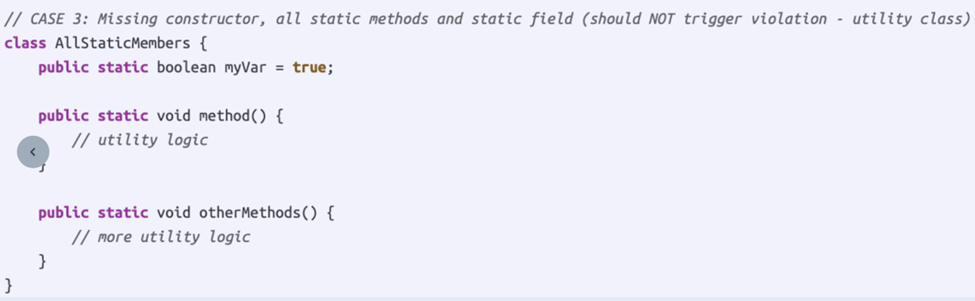 // CASE 3: Missing constructor, all static methods and static field (should NOT trigger violation - utility class)
class AllStaticMembers {
    public static boolean myVar = true;

    public static void method() {
        // utility logic
    }

    public static void otherMethods() {
        // more utility logic
    }
}